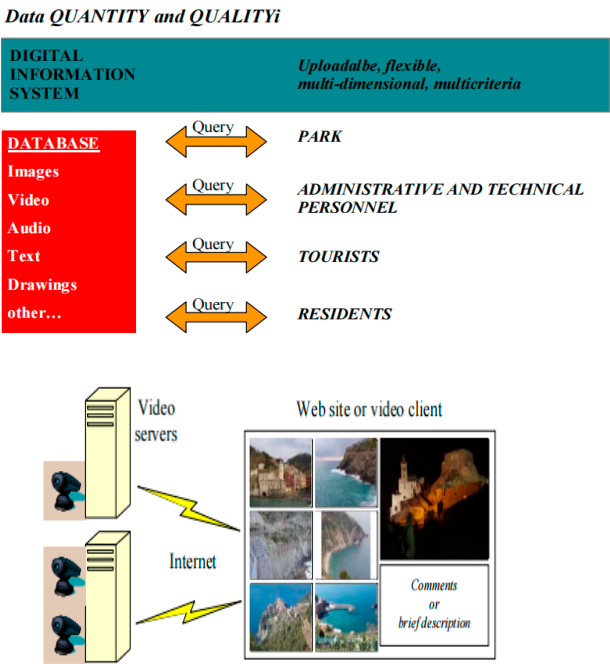 Data QUANTITY and QUALITYi
DIGITAL
INFORMATION
SYSTEM
Uploadalbe, flexible,
multi-dimensional, multicriteria
DATABASE
Images
Video
Audio
Text
Drawings
other…
Query
PARK
Query
ADMINISTRATIVE AND TECHNICAL
PERSONNEL
Query
TOURISTS
Query
RESIDENTS
Video
servers
Web site or video client
Internet
Comments
or
brief description